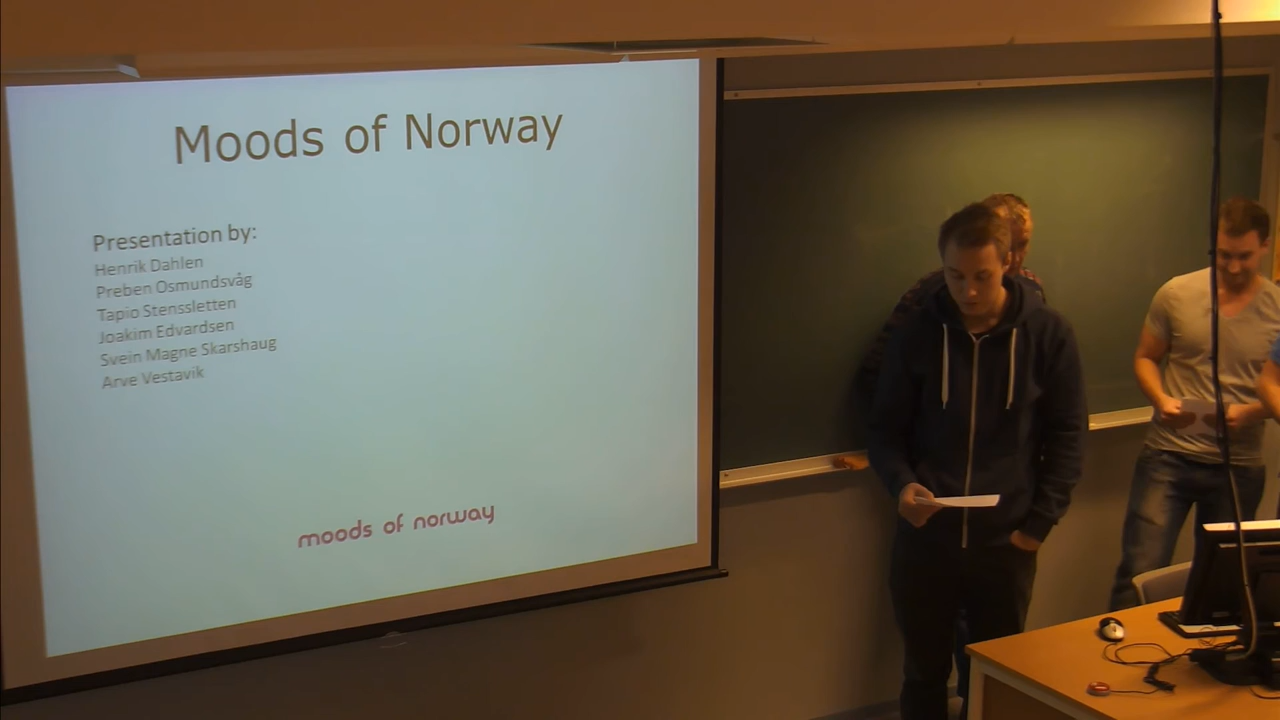 Moods of Norway
Presentation by:
Henrik Dahlen
Preben Osmundsvåg
Tapio Stenssletten
Joakim Edvardsen
Svein Magne Skarshaug
Arve Vestavik
moods of norway